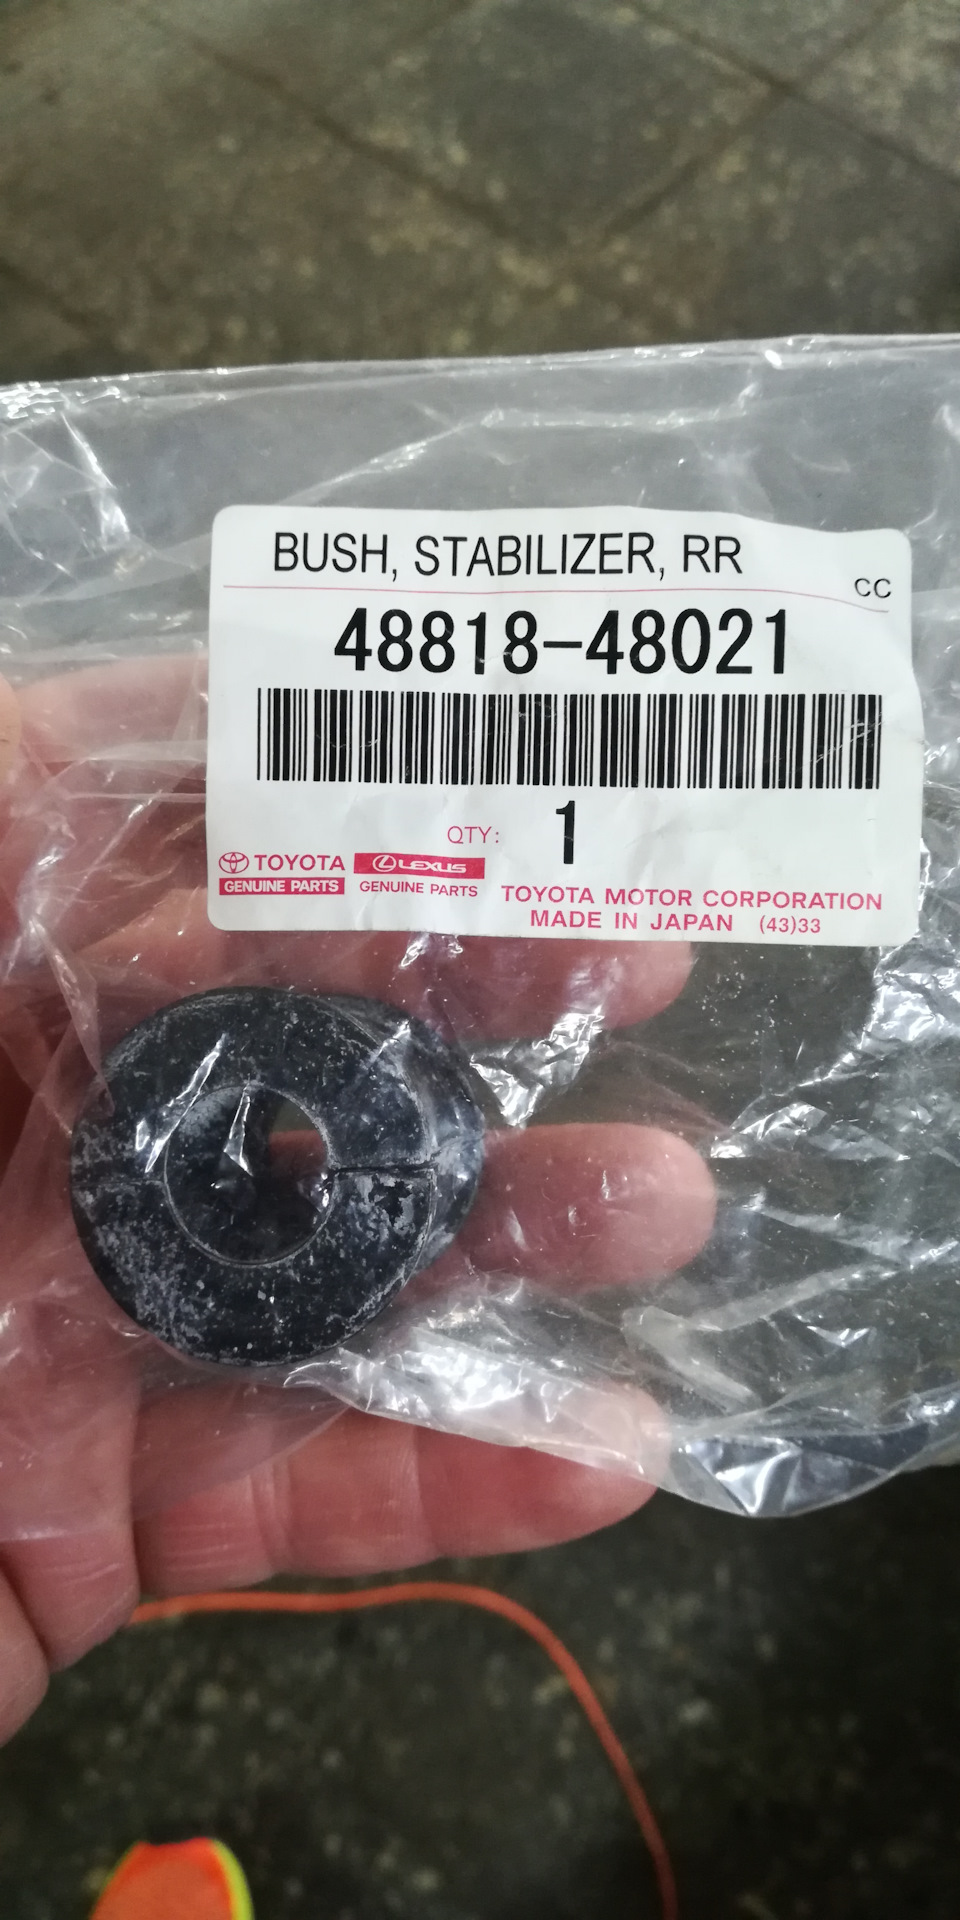 BUSH, STABILIZER, RR
CC
48818-48021
QTY: 1
TOYOTA
GENUINE PARTS
LEXUS
GENUINE PARTS
TOYOTA MOTOR CORPORATION
MADE IN JAPAN (43)33